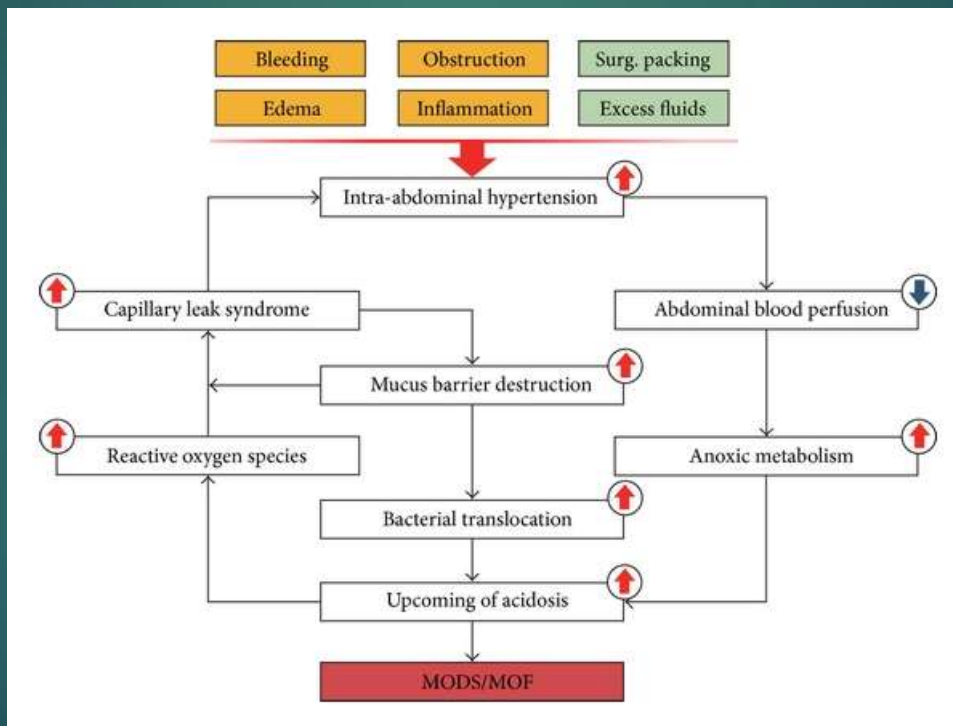 Bleeding
Obstruction
Surg. packing
Edema
Inflammation
Excess fluids
Intra-abdominal hypertension
Capillary leak syndrome
Abdominal blood perfusion
Mucus barrier destruction
Reactive oxygen species
Anoxic metabolism
Bacterial translocation
Upcoming of acidosis
MODS/MOF